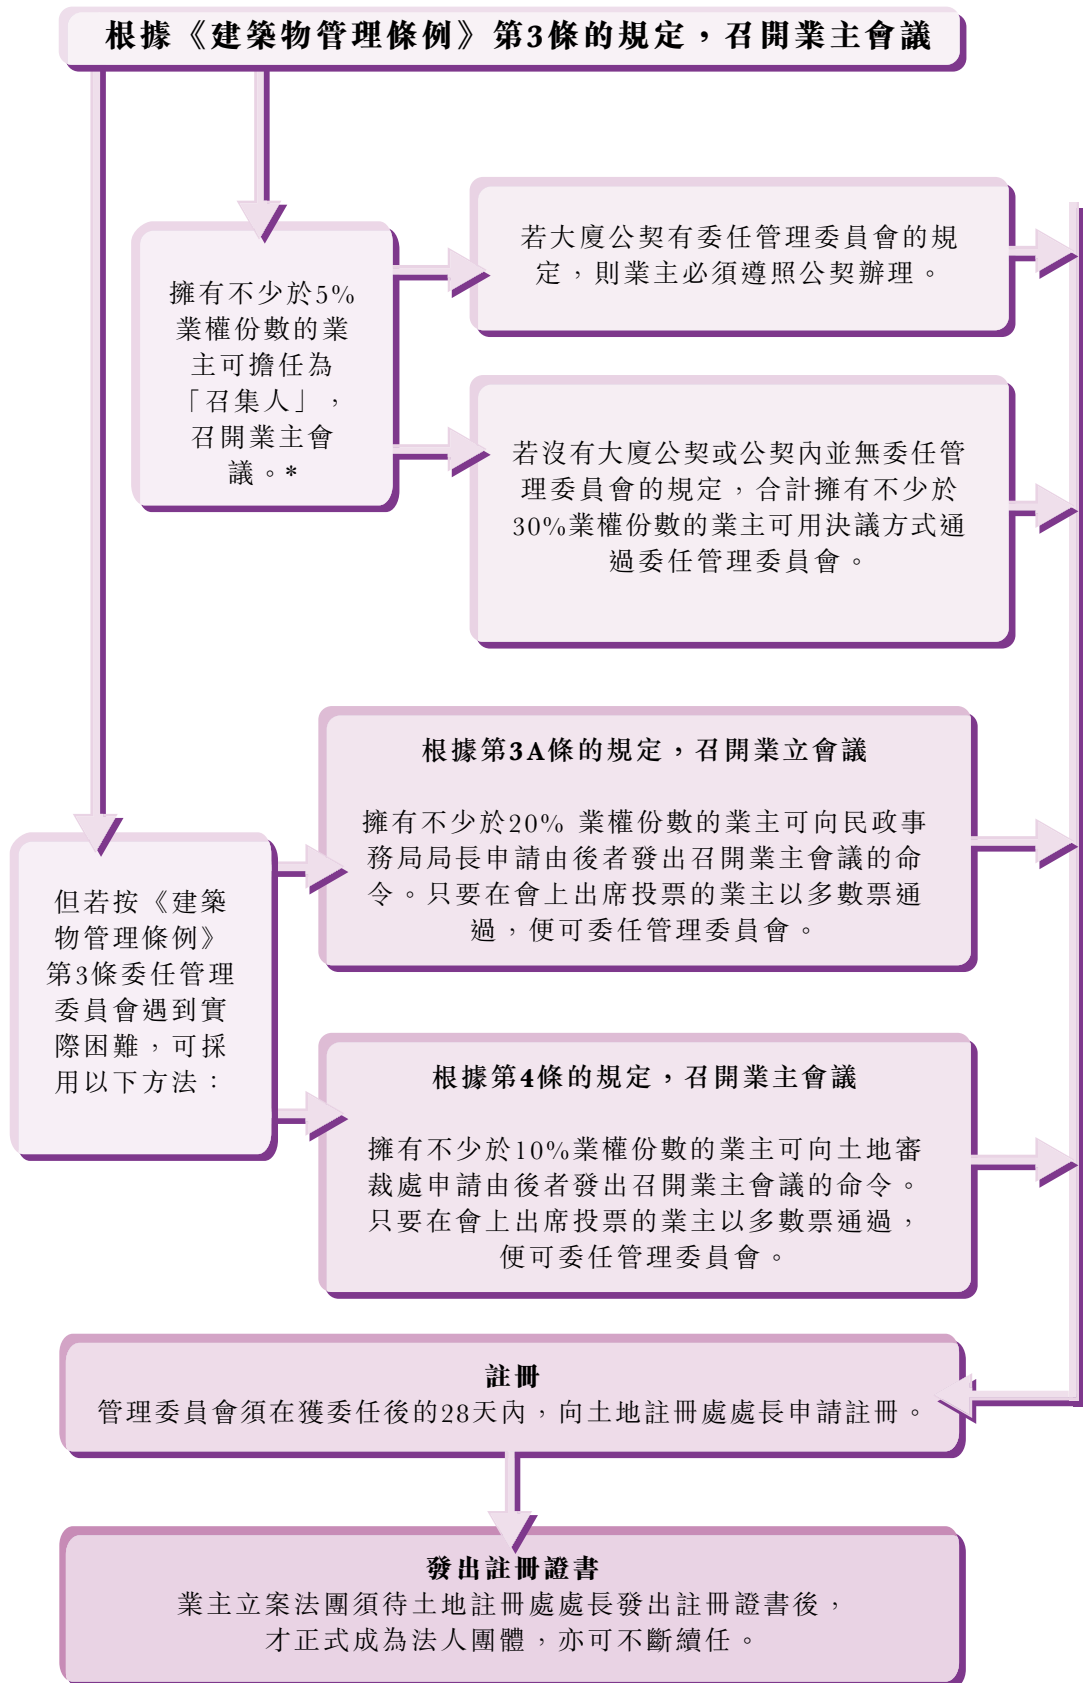 根據《建築物管理條例》第3條的規定，召開業主會議
擁有不少於5%
業權份數的業
主可擔任為
「召集人」，
召開業主會
議。*
若大廈公契有委任管理委員會的規
定，則業主必須遵照公契辦理。
若沒有大廈公契或公契內並無委任管
理委員會的規定，合計擁有不少於
30%業權份數的業主可用決議方式通
過委任管理委員會。
但若按《建築
物管理條例》
第3條委任管理
委員會遇到實
際困難，可採
用以下方法：
根據第3A條的規定，召開業立會議
擁有不少於20% 業權份數的業主可向民政事
務局局長申請由後者發出召開業主會議的命
令。只要在會上出席投票的業主以多數票通
過，便可委任管理委員會。
根據第4條的規定，召開業主會議
擁有不少於10%業權份數的業主可向土地審
裁處申請由後者發出召開業主會議的命令。
只要在會上出席投票的業主以多數票通過，
便可委任管理委員會。
註冊
管理委員會須在獲委任後的28天內，向土地註冊處處長申請註冊。
發出註冊證書
業主立案法團須待土地註冊處處長發出註冊證書後，
才正式成為法人團體，亦可不斷續任。